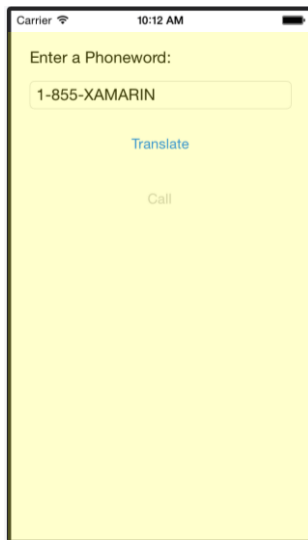 Carrier 10:12 AM
Enter a Phoneword:
1-855-XAMARIN
Translate
Call